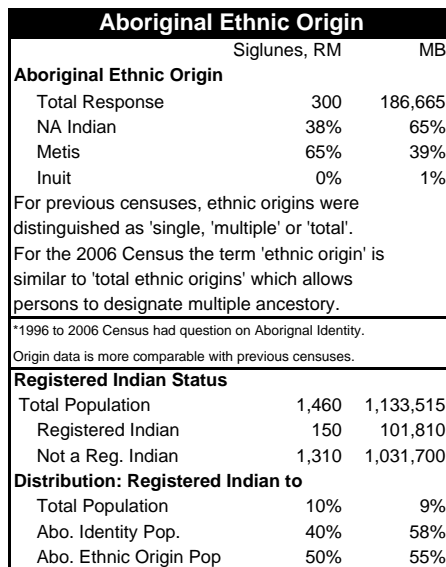 Aboriginal Ethnic Origin
Siglunes, RM MB
Aboriginal Ethnic Origin
Total Response 300 186,665
NA Indian 38% 65%
Metis 65% 39%
Inuit 0% 1%
For previous censuses, ethnic origins were
distinguished as 'single, 'multiple' or 'total'.
For the 2006 Census the term 'ethnic origin' is
similar to 'total ethnic origins' which allows
persons to designate multiple ancestory.
*1996 to 2006 Census had question on Aborignal Identity.
Origin data is more comparable with previous censuses.
Registered Indian Status
Total Population 1,460 1,133,515
Registered Indian 150 101,810
Not a Reg. Indian 1,310 1,031,700
Distribution: Registered Indian to
Total Population 10% 9%
Abo. Identity Pop. 40% 58%
Abo. Ethnic Origin Pop 50% 55%